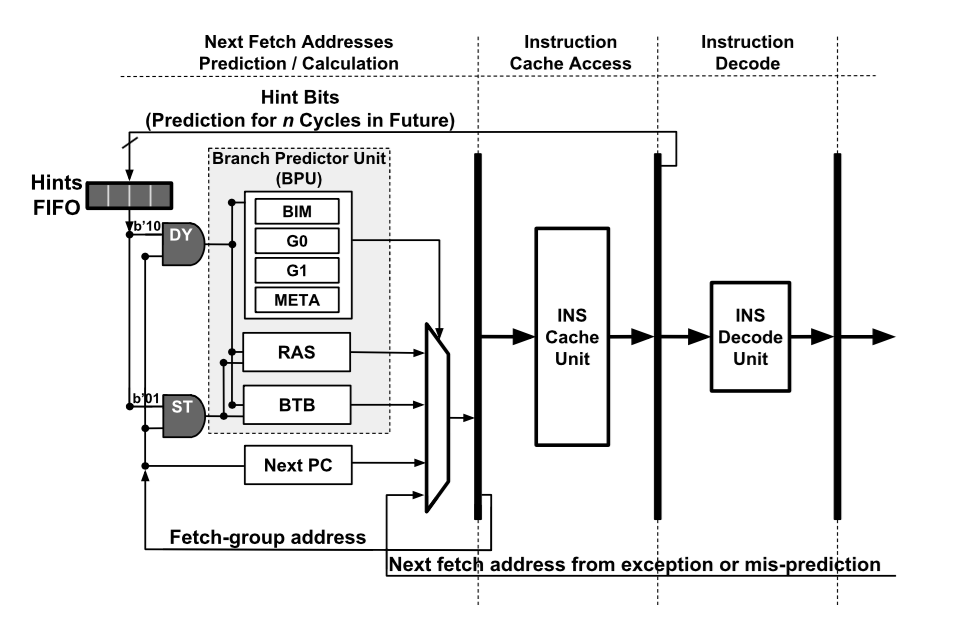 Next Fetch Addresses
Prediction / Calculation
Instruction
Cache Access
Instruction
Decode
Hint Bits
(Prediction for n Cycles in Future)
Branch Predictor Unit
(BPU)
Hints
FIFO
b'10
DY
BIM
G0
G1
META
INS
Cache
Unit
INS
Decode
Unit
RAS
b'01
ST
BTB
Next PC
Fetch-group address
Next fetch address from exception or mis-prediction